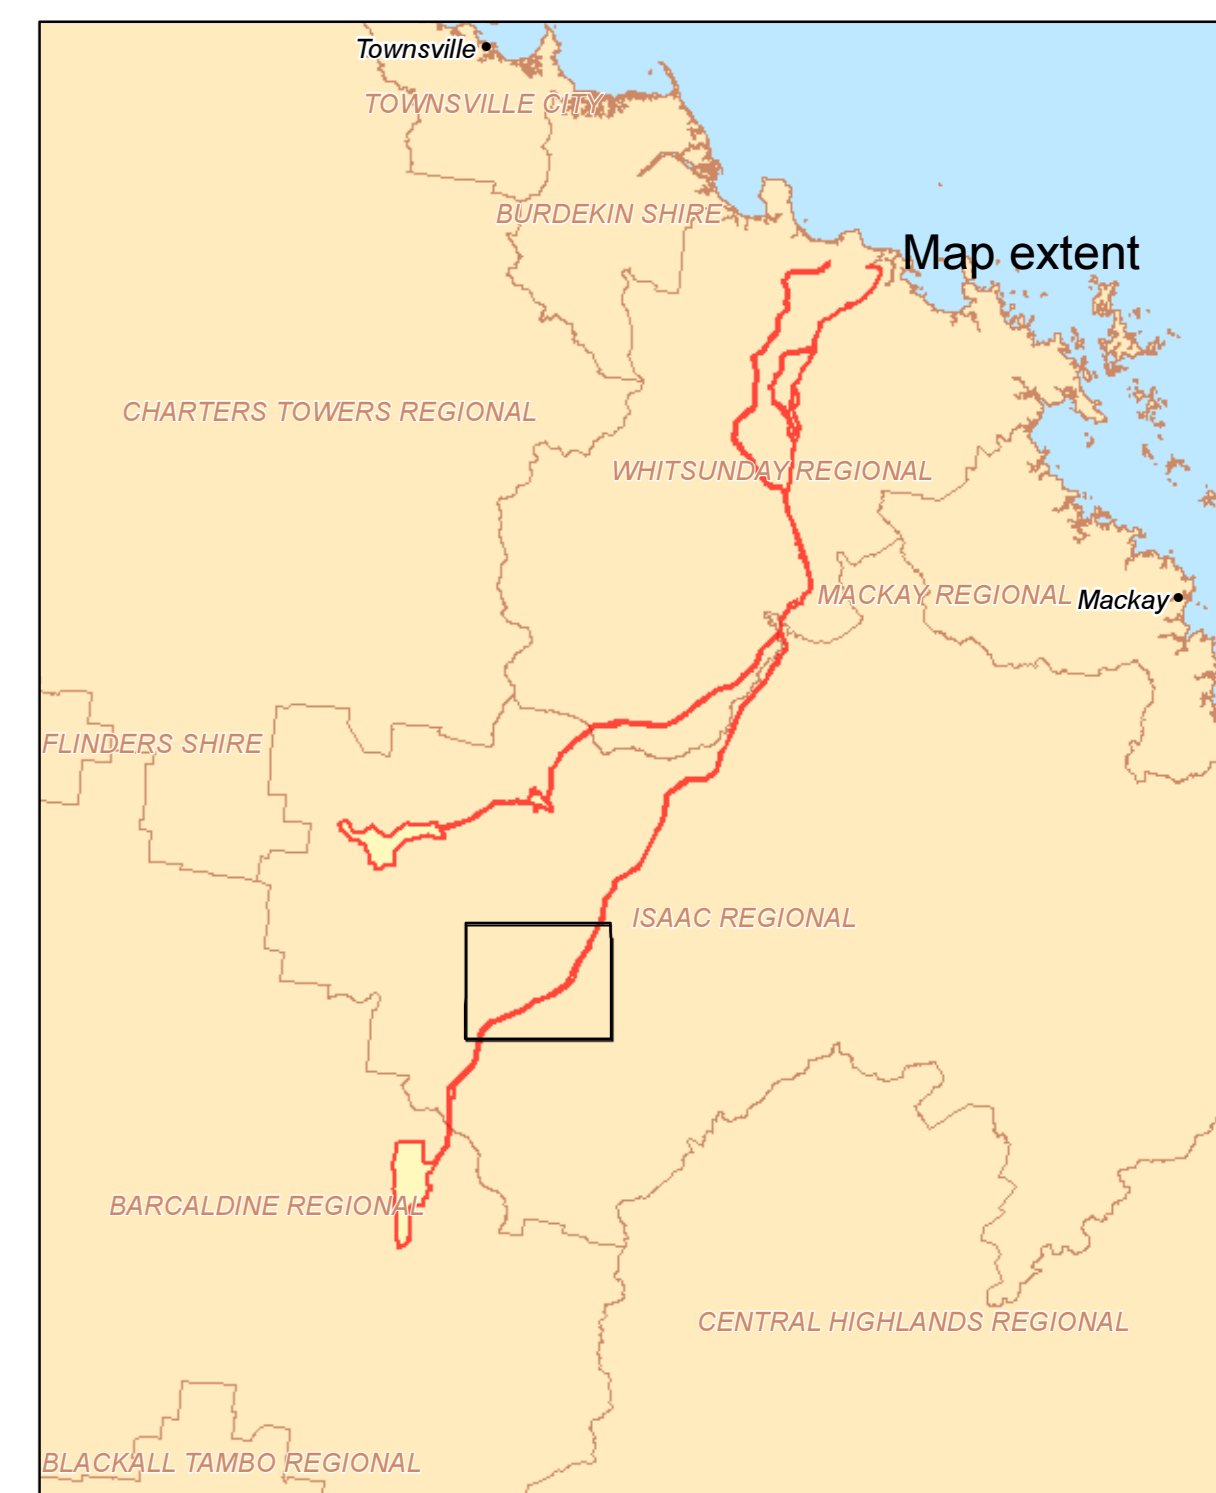 Townsville
TOWNSVILLE CITY
BURDEKIN SHIRE
Map extent
CHARTERS TOWERS REGIONAL
WHITSUNDAY REGIONAL
MACKAY REGIONAL
Mackay
FLINDERS SHIRE
ISAAC REGIONAL
BARCALDINE REGIONAL
CENTRAL HIGHLANDS REGIONAL
BLACKALL TAMBO REGIONAL